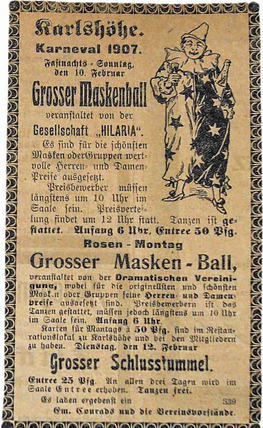 Karlshöhe.
Karneval 1907.
Fastnachts-Sonntag,
den 10. Februar
Grosser Maskenball
veranstaltet von der
Gesellschaft „HILARIA".
Es sind für die schönsten
Masken oder Gruppen wert-
volle Herren- und Damen-
Preise ausgesetzt.
Preisbewerber müssen
längstens um 10 Uhr im
Saale sein. Preisvertei-
lung findet um 12 Uhr statt. Tanzen ist ge-
stattet. Anfang 6 Uhr, Entree 50 Pfg.
Rosen-Montag
Grosser Masken-Ball,
veranstaltet von der Dramatischen Vereini-
gung, wobei für die originellsten und schönsten
Masken oder Gruppen seine Herren- und Damen-
preise ausgesetzt sind. Preisbewerbern ist das
Tanzen gestattet, müssen jedoch längstens um 10 Uhr
im Saale sein. Anfang 6 Uhr.
Karten für Montags à 50 Pfg. sind im Restau-
rationslokal zu Karlshöhe und bei den Mitgliedern
zu haben. Dienstag, den 12. Februar
Grosser Schlusstummel.
Entree 25 Pfg. An allen drei Tagen wird im
Saale Entree erhoben. Tanzen frei.
Es laden ergebenst ein 539
Em. Conrads und die Vereinsvorstände.